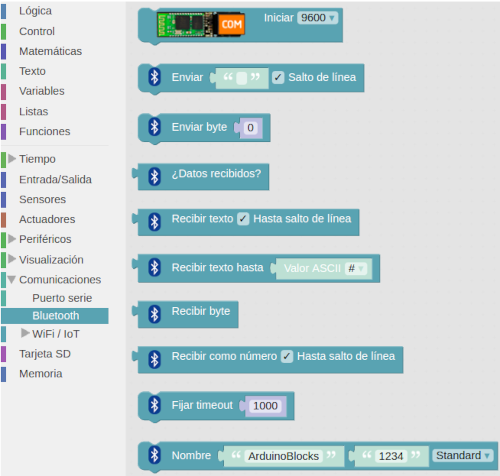 Lógica
Control
Matemáticas
Texto
Variables
Listas
Funciones
Tiempo
Entrada/Salida
Sensores
Actuadores
Periféricos
Visualización
Comunicaciones
Puerto serie
Bluetooth
WiFi / IoT
Tarjeta SD
Memoria
COM Iniciar 9600
Enviar “ ” Salto de línea
Enviar byte 0
¿Datos recibidos?
Recibir texto Hasta salto de línea
Recibir texto hasta Valor ASCII #
Recibir byte
Recibir como número Hasta salto de línea
Fijar timeout 1000
Nombre “ ArduinoBlocks ” “ 1234 ” Standard